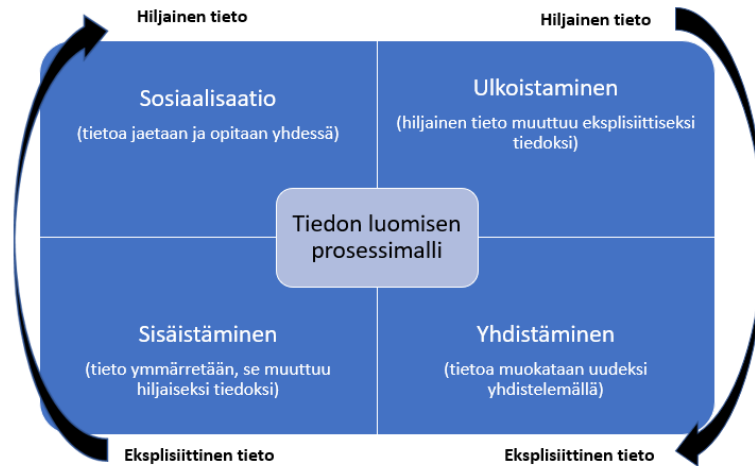 Hiljainen tieto
Hiljainen tieto
Sosiaalisaatio
(tietoa jaetaan ja opitaan yhdessä)
Ulkoistaminen
(hiljainen tieto muuttuu eksplisiittiseksi
tiedoksi)
Tiedon luomisen
prosessimalli
Sisäistäminen
(tieto ymmärretään, se muuttuu
hiljaiseksi tiedoksi)
Yhdistäminen
(tietoa muokataan uudeksi
yhdistelemällä)
Eksplisiittinen tieto
Eksplisiittinen tieto